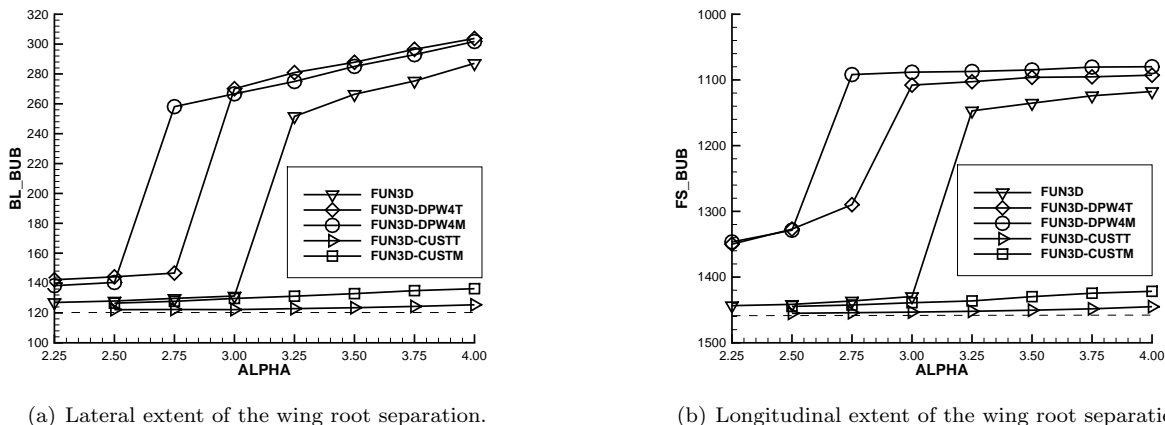 320
300
280
260
240
220
200
180
160
140
120
100
BL_BUB
2.25 2.50 2.75 3.00 3.25 3.50 3.75 4.00
ALPHA
FUN3D
FUN3D-DPW4T
FUN3D-DPW4M
FUN3D-CUSTT
FUN3D-CUSTM
(a) Lateral extent of the wing root separation.
1000
1100
1200
1300
1400
1500
FS_BUB
2.25 2.50 2.75 3.00 3.25 3.50 3.75 4.00
ALPHA
FUN3D
FUN3D-DPW4T
FUN3D-DPW4M
FUN3D-CUSTT
FUN3D-CUSTM
(b) Longitudinal extent of the wing root separatio